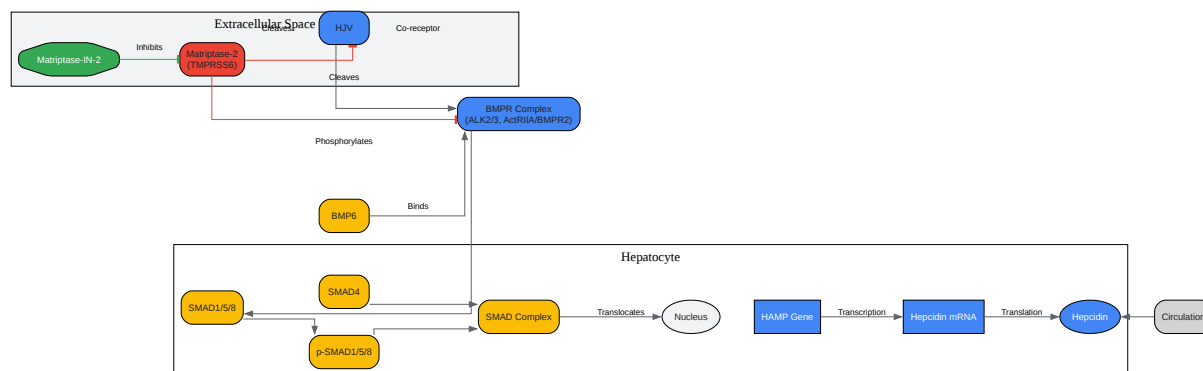 Extracellular Space
Cleaves
HJV
Co-receptor
Inhibits
Matriptase-IN-2
Matriptase-2
(TMPRSS6)
Cleaves
BMPR Complex
(ALK2/3, ActRIIA/BMPR2)
Phosphorylates
BMP6
Binds
Hepatocyte
SMAD4
SMAD1/5/8
SMAD Complex
Translocates
Nucleus
HAMP Gene
Transcription
Hepcidin mRNA
Translation
Hepcidin
Circulation
p-SMAD1/5/8